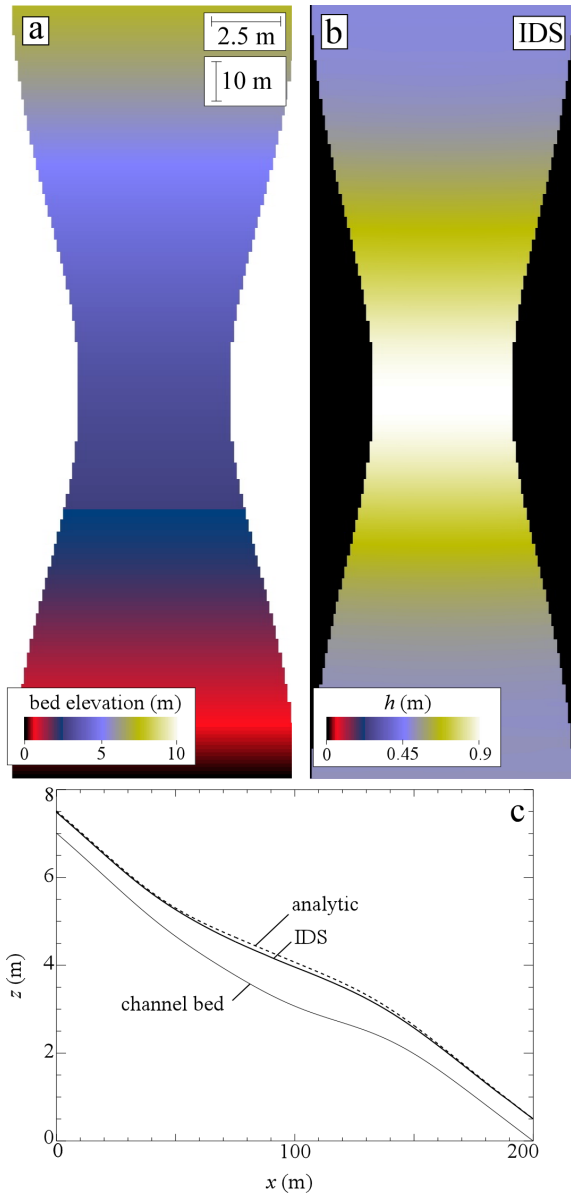 a
2.5 m
10 m
bed elevation (m)
0 5 10
b
IDS
h (m)
0 0.45 0.9
c
8
6
4
2
0
z (m)
analytic
IDS
channel bed
0 100 200
x (m)